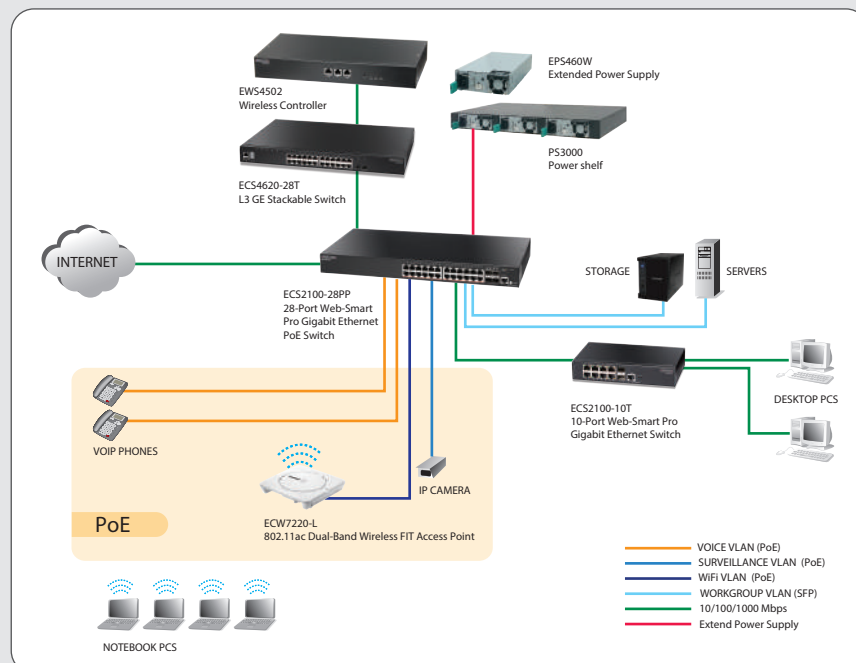 EWS4502
Wireless Controller
EPS460W
Extended Power Supply
PS3000
Power shelf
ECS4620-28T
L3 GE Stackable Switch
INTERNET
ECS2100-28PP
28-Port Web-Smart
Pro Gigabit Ethernet
PoE Switch
STORAGE
SERVERS
ECS2100-10T
10-Port Web-Smart Pro
Gigabit Ethernet Switch
DESKTOP PCS
VOIP PHONES
IP CAMERA
ECW7220-L
802.11ac Dual-Band Wireless FIT Access Point
PoE
NOTEBOOK PCS
VOICE VLAN (PoE)
SURVEILLANCE VLAN (PoE)
WiFi VLAN (PoE)
WORKGROUP VLAN (SFP)
10/100/1000 Mbps
Extend Power Supply